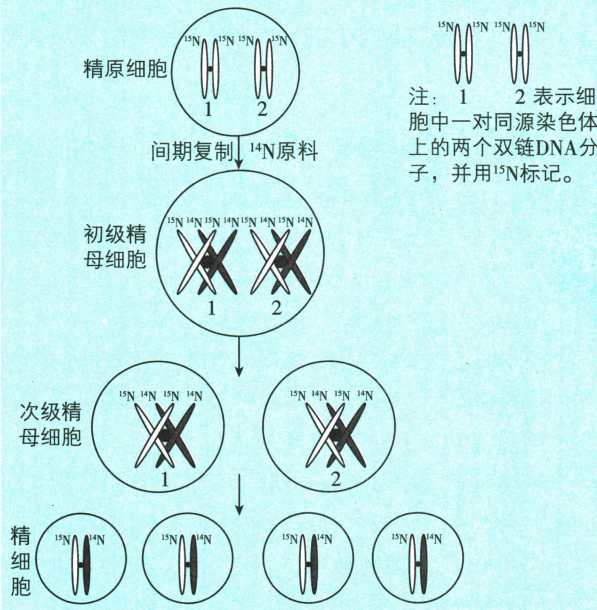 ¹⁵N ¹⁵N ¹⁵N ¹⁵N
精原细胞
1 2
¹⁵N ¹⁵N ¹⁵N ¹⁵N
注: 1 2 表示细
胞中一对同源染色体
上的两个双链DNA分
子，并用¹⁵N标记。
间期复制 ¹⁴N原料
¹⁵N ¹⁴N ¹⁵N ¹⁴N ¹⁵N ¹⁴N ¹⁵N ¹⁴N
初级精
母细胞
1 2
¹⁵N ¹⁴N ¹⁵N ¹⁴N ¹⁵N ¹⁴N ¹⁵N ¹⁴N
次级精
母细胞
1 2
精
细
胞
¹⁵N ¹⁴N ¹⁵N ¹⁴N ¹⁵N ¹⁴N ¹⁵N ¹⁴N